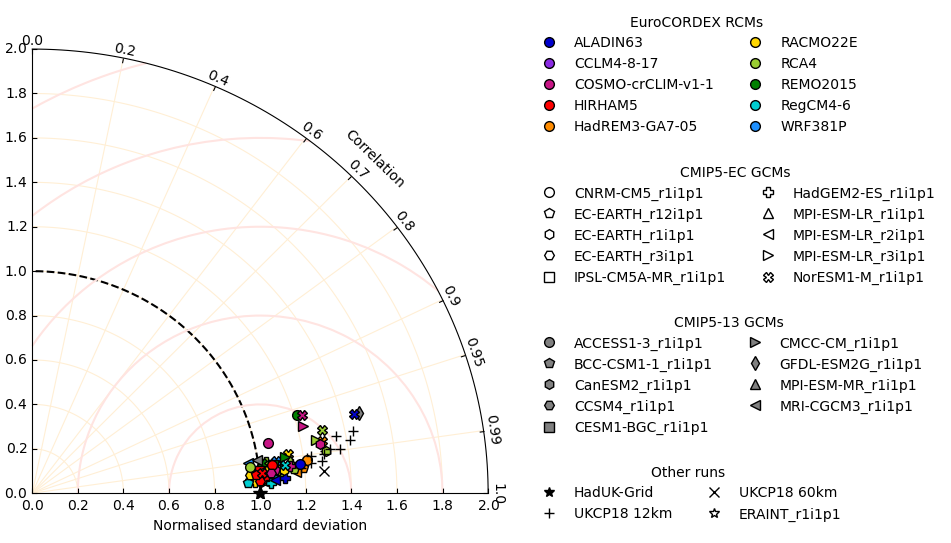 0.0
0.2
0.4
0.6
0.7
0.8
0.9
0.95
0.99
1.0
Correlation
2.0
1.8
1.6
1.4
1.2
1.0
0.8
0.6
0.4
0.2
0.0
0.0 0.2 0.4 0.6 0.8 1.0 1.2 1.4 1.6 1.8 2.0
Normalised standard deviation
EuroCORDEX RCMs
ALADIN63 RACMO22E
CCLM4-8-17 RCA4
COSMO-crCLIM-v1-1 REMO2015
HIRHAM5 RegCM4-6
HadREM3-GA7-05 WRF381P
CMIP5-EC GCMs
CNRM-CM5_r1i1p1 HadGEM2-ES_r1i1p1
EC-EARTH_r12i1p1 MPI-ESM-LR_r1i1p1
EC-EARTH_r1i1p1 MPI-ESM-LR_r2i1p1
EC-EARTH_r3i1p1 MPI-ESM-LR_r3i1p1
IPSL-CM5A-MR_r1i1p1 NorESM1-M_r1i1p1
CMIP5-13 GCMs
ACCESS1-3_r1i1p1 CMCC-CM_r1i1p1
BCC-CSM1-1_r1i1p1 GFDL-ESM2G_r1i1p1
CanESM2_r1i1p1 MPI-ESM-MR_r1i1p1
CCSM4_r1i1p1 MRI-CGCM3_r1i1p1
CESM1-BGC_r1i1p1
Other runs
HadUK-Grid UKCP18 60km
UKCP18 12km ERAINT_r1i1p1